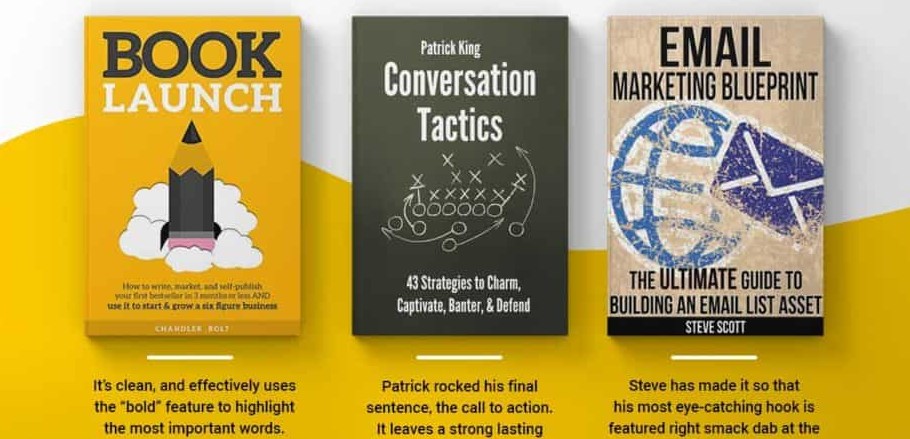 BOOK
LAUNCH
How to write, market, and self-publish
your first bestseller in 3 months or less AND
use it to start & grow a six figure business
CHANDLER BOLT
Patrick King
Conversation
Tactics
43 Strategies to Charm,
Captivate, Banter, & Defend
EMAIL
MARKETING BLUEPRINT
THE ULTIMATE GUIDE TO
BUILDING AN EMAIL LIST ASSET
STEVE SCOTT
It's clean, and effectively uses
the “bold” feature to highlight
the most important words.
Patrick rocked his final
sentence, the call to action.
It leaves a strong lasting
Steve has made it so that
his most eye-catching hook is
featured right smack dab at the